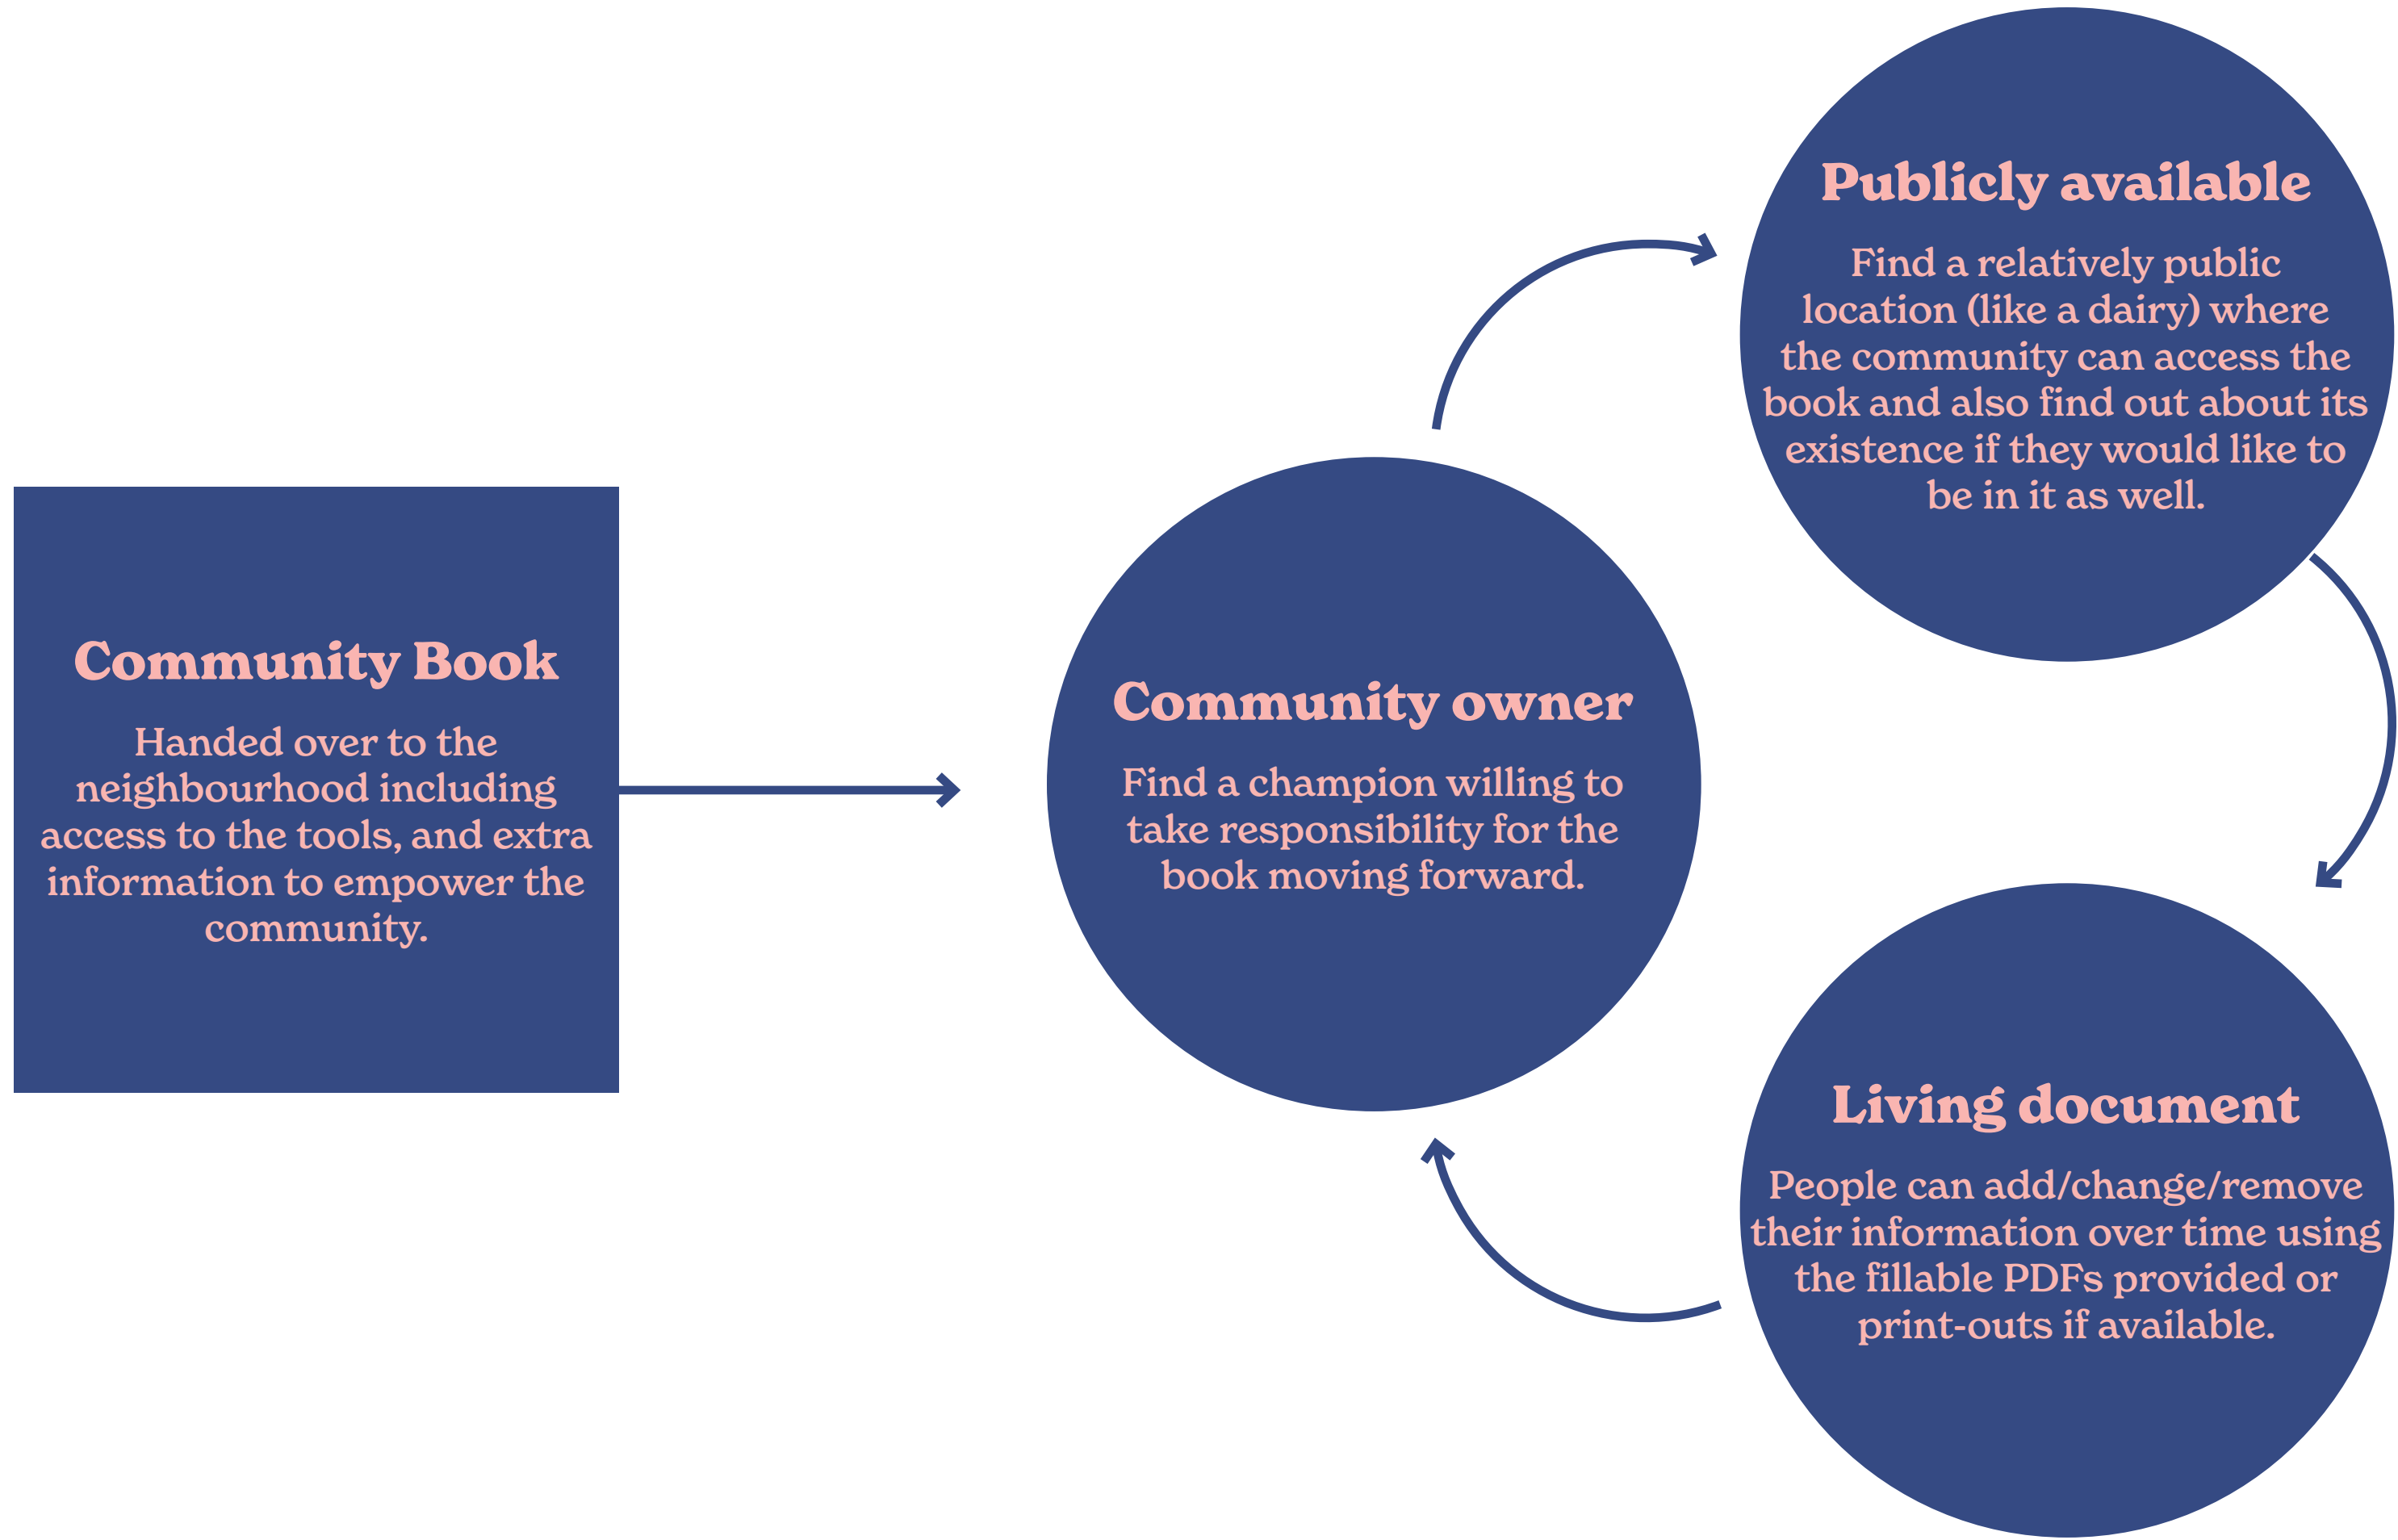 Community Book
Handed over to the
neighbourhood including
access to the tools, and extra
information to empower the
community.
Community owner
Find a champion willing to
take responsibility for the
book moving forward.
Publicly available
Find a relatively public
location (like a dairy) where
the community can access the
book and also find out about its
existence if they would like to
be in it as well.
Living document
People can add/change/remove
their information over time using
the fillable PDFs provided or
print-outs if available.